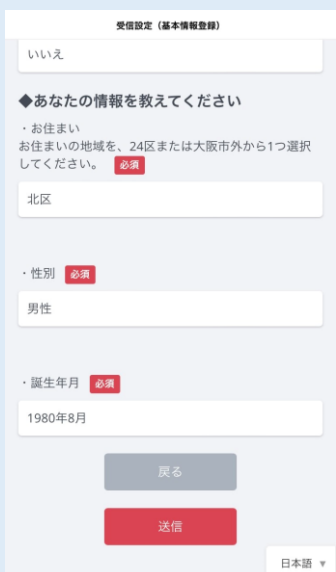 受信設定（基本情報登録）
いいえ
◆あなたの情報を教えてください
・お住まい
お住まいの地域を、24区または大阪市外から1つ選択
してください。 必須
北区
・性別 必須
男性
・誕生年月 必須
1980年8月
戻る
送信
日本語 ▼